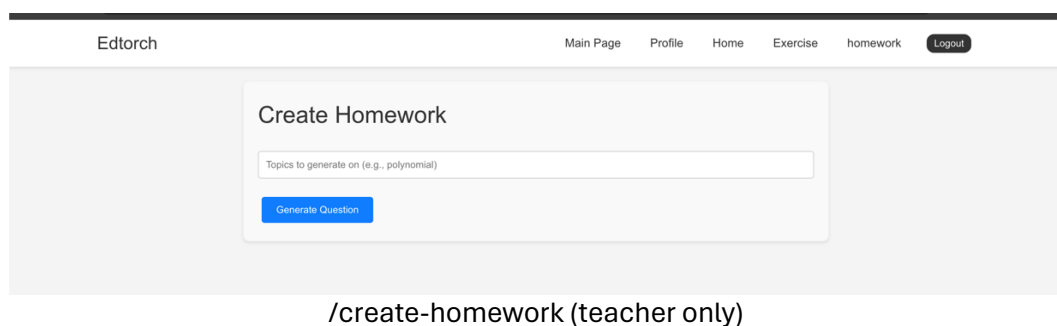 Edtorch Main Page Profile Home Exercise homework Logout
Create Homework
Topics to generate on (e.g., polynomial)
Generate Question
/create-homework (teacher only)